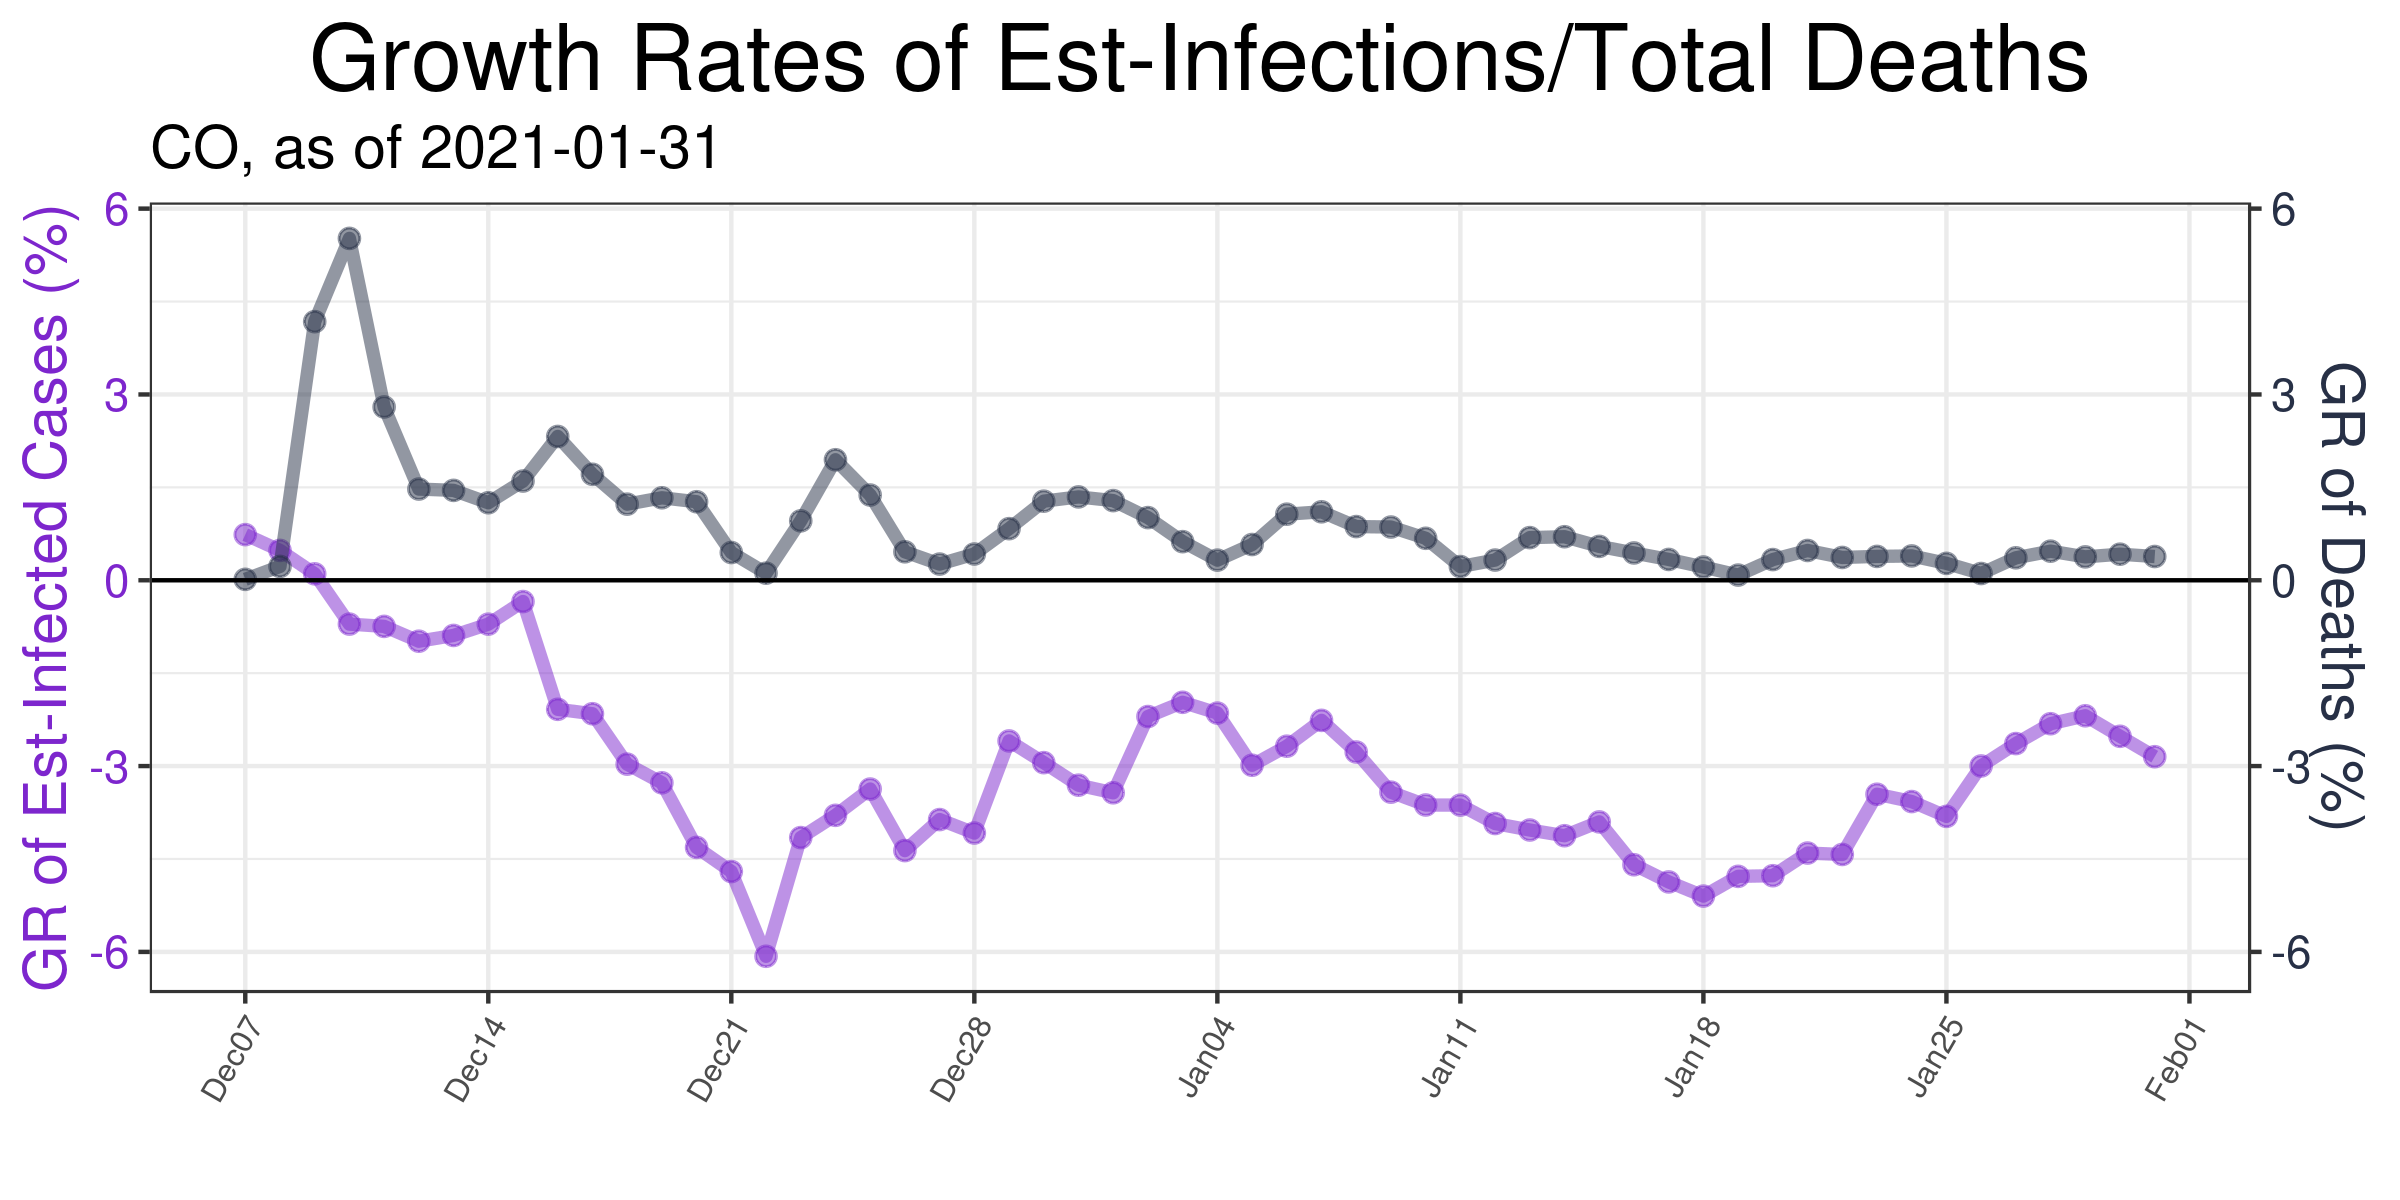 Growth Rates of Est-Infections/Total Deaths
CO, as of 2021-01-31
GR of Est-Infected Cases (%)
6
3
0
-3
-6
6
3
0
-3
-6
GR of Deaths (%)
Dec07
Dec14
Dec21
Dec28
Jan04
Jan11
Jan18
Jan25
Feb01